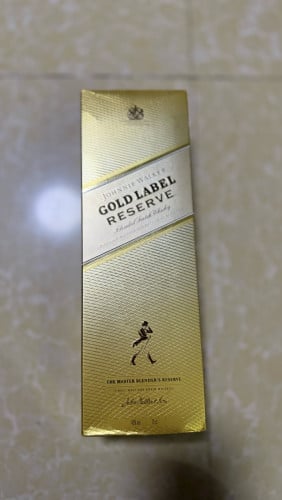 JOHNNIE WALKER
GOLD LABEL
RESERVE
Blended Scotch Whisky
THE MASTER BLENDER'S RESERVE